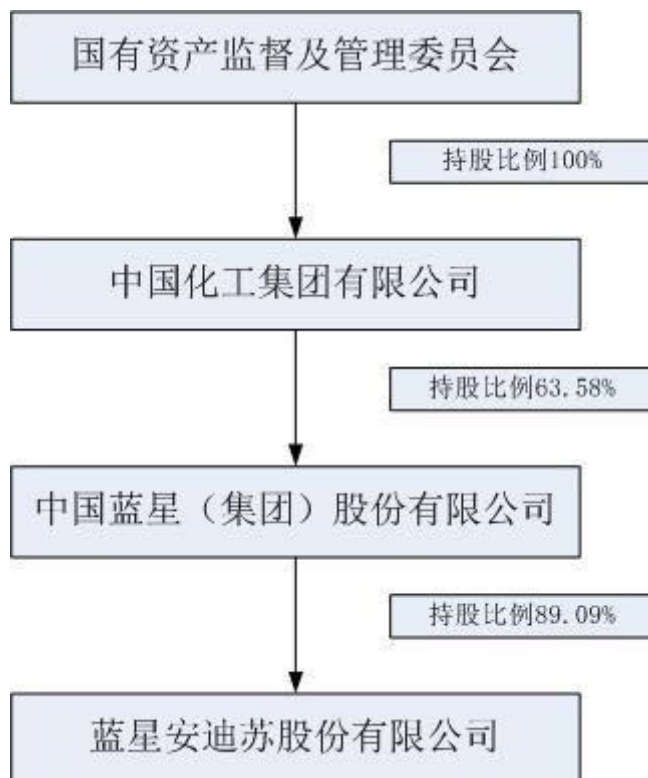 国有资产监督及管理委员会
持股比例100%
中国化工集团有限公司
持股比例63.58%
中国蓝星（集团）股份有限公司
持股比例89.09%
蓝星安迪苏股份有限公司